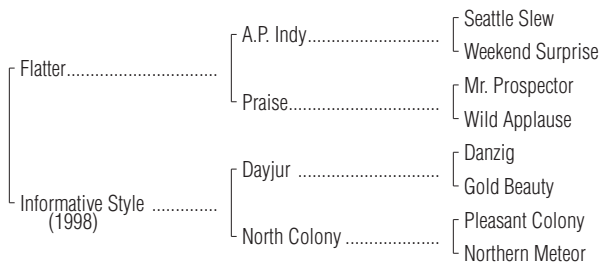 Seattle Slew
A.P. Indy
Weekend Surprise
Flatter
Mr. Prospector
Praise
Wild Applause
Danzig
Dayjur
Gold Beauty
Informative Style
(1998)
Pleasant Colony
North Colony
Northern Meteor